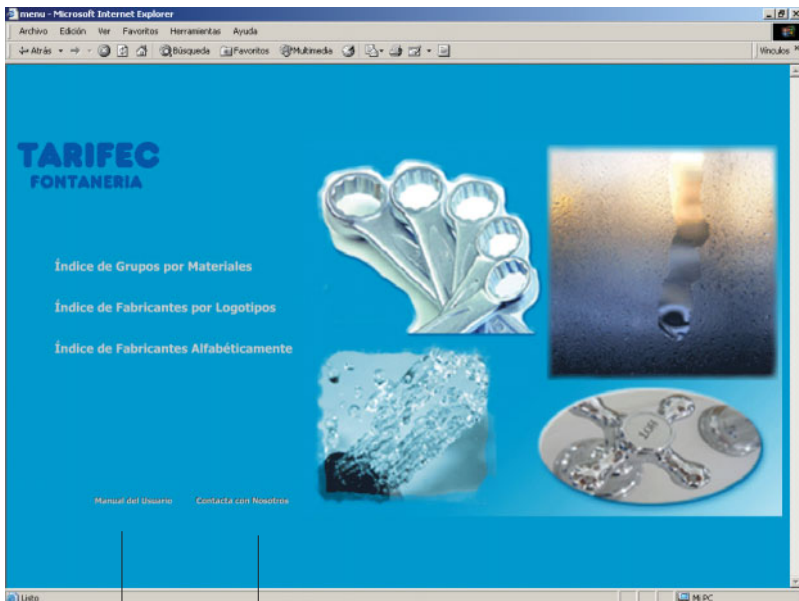 menu - Microsoft Internet Explorer
Archivo Edición Ver Favoritos Herramientas Ayuda
Atrás Búsqueda Favoritos Multimedia Vínculos »
TARIFEC
FONTANERIA
Índice de Grupos por Materiales
Índice de Fabricantes por Logotipos
Índice de Fabricantes Alfabéticamente
Manual del Usuario Contacta con Nosotros
Listo Mi PC